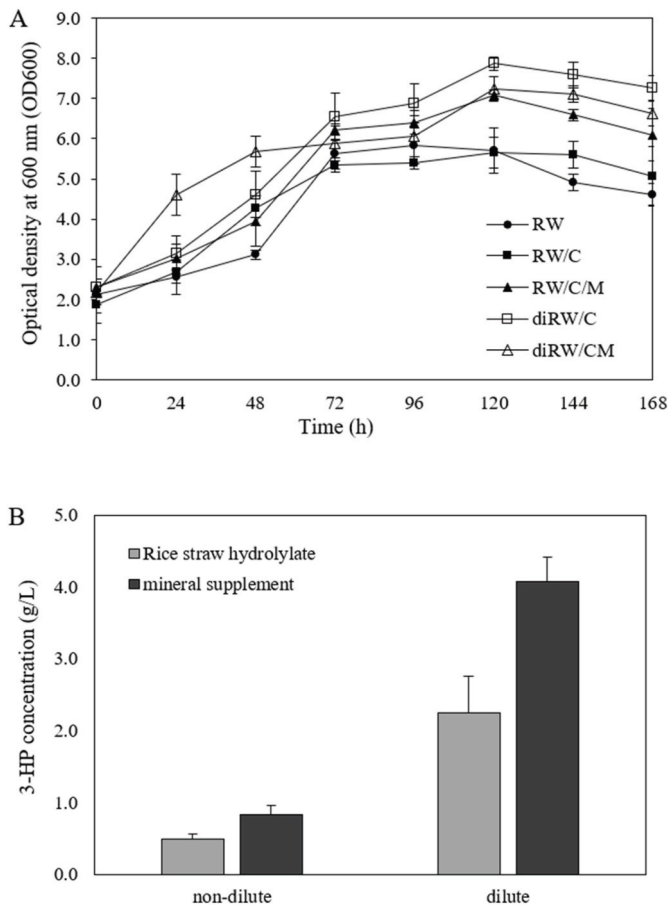 A
Optical density at 600 nm (OD600)
9.0
8.0
7.0
6.0
5.0
4.0
3.0
2.0
1.0
0.0
RW
RW/C
RW/C/M
diRW/C
diRW/CM
0 24 48 72 96 120 144 168
Time (h)
B
3-HP concentration (g/L)
5.0
4.0
3.0
2.0
1.0
0.0
Rice straw hydrolylate
mineral supplement
non-dilute dilute